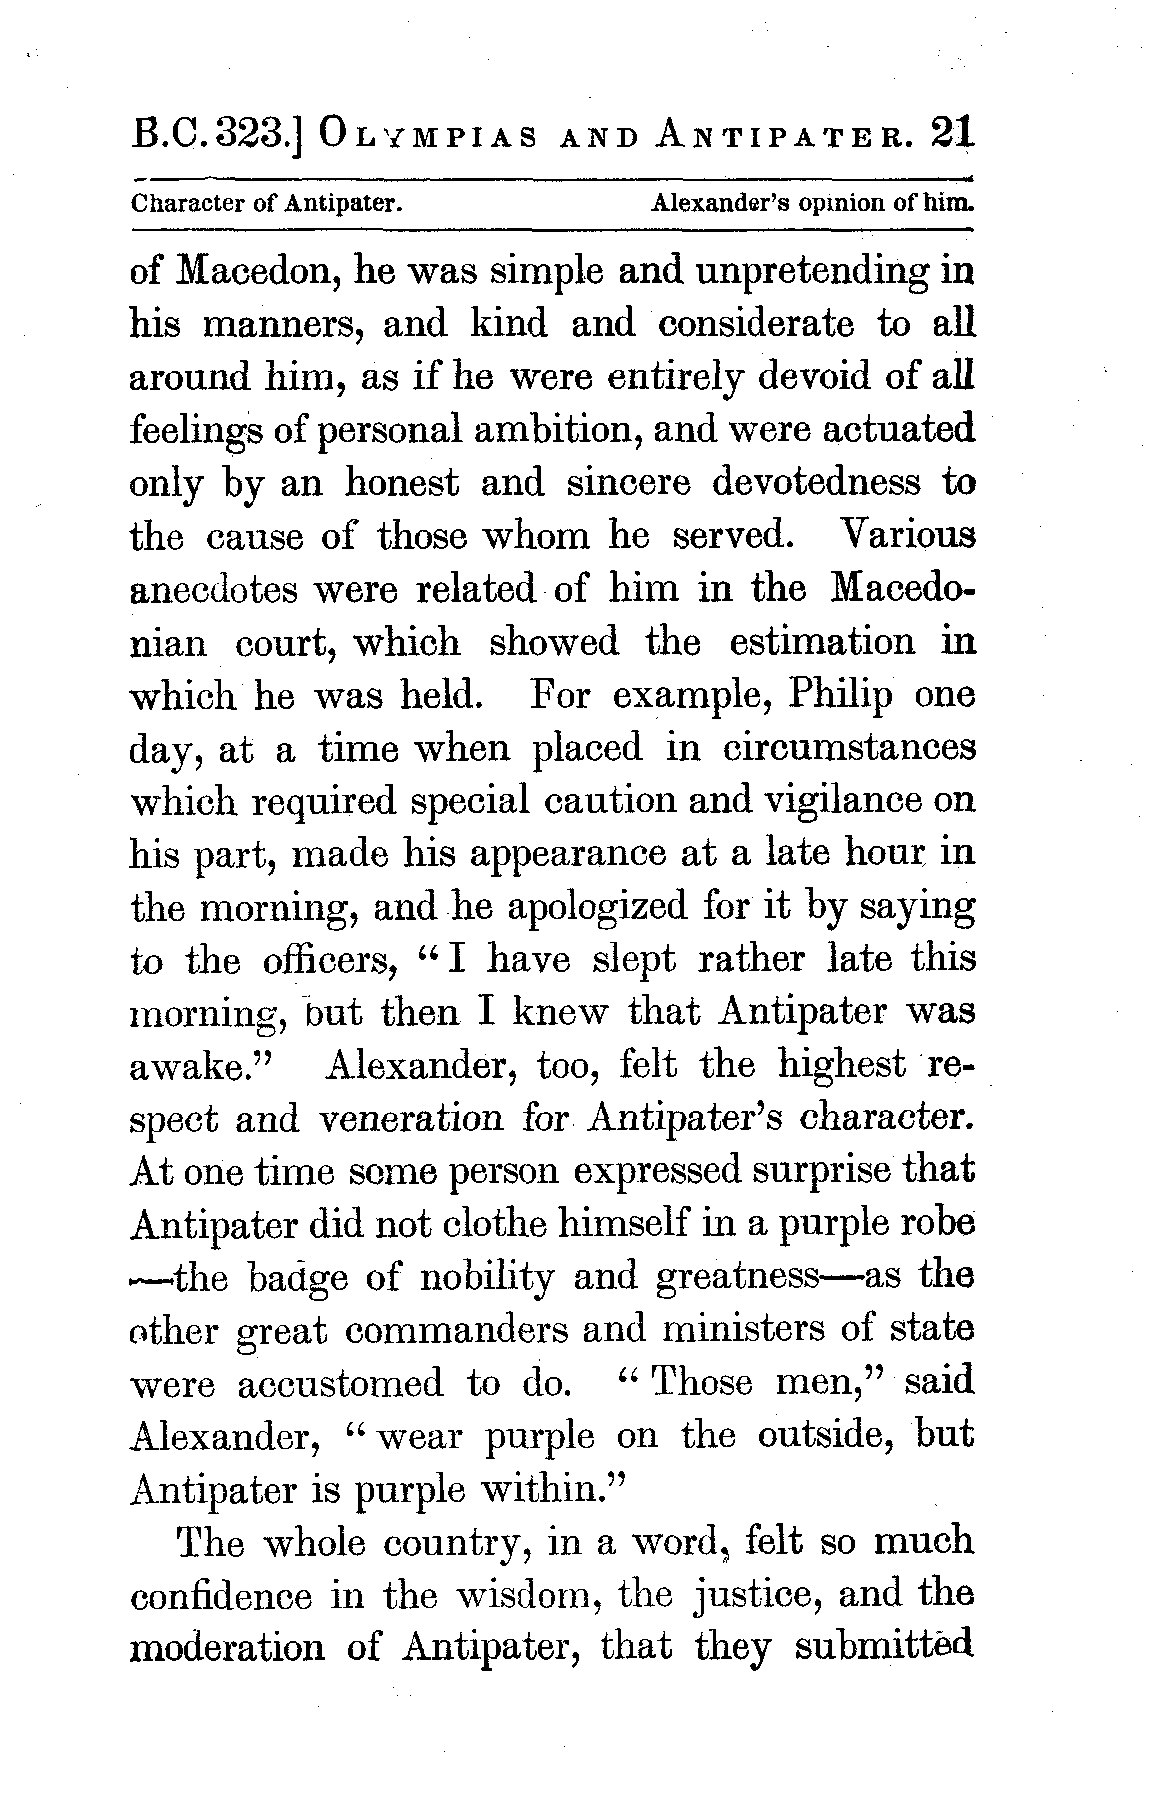 B.C. 323.] OLYMPIAS AND ANTIPATER. 21
Character of Antipater. Alexander's opinion of him.
of Macedon, he was simple and unpretending in
his manners, and kind and considerate to all
around him, as if he were entirely devoid of all
feelings of personal ambition, and were actuated
only by an honest and sincere devotedness to
the cause of those whom he served. Various
anecdotes were related of him in the Macedo-
nian court, which showed the estimation in
which he was held. For example, Philip one
day, at a time when placed in circumstances
which required special caution and vigilance on
his part, made his appearance at a late hour in
the morning, and he apologized for it by saying
to the officers, “I have slept rather late this
morning, but then I knew that Antipater was
awake.” Alexander, too, felt the highest re-
spect and veneration for Antipater's character.
At one time some person expressed surprise that
Antipater did not clothe himself in a purple robe
—the badge of nobility and greatness—as the
other great commanders and ministers of state
were accustomed to do. “Those men,” said
Alexander, “wear purple on the outside, but
Antipater is purple within.”
The whole country, in a word, felt so much
confidence in the wisdom, the justice, and the
moderation of Antipater, that they submitted